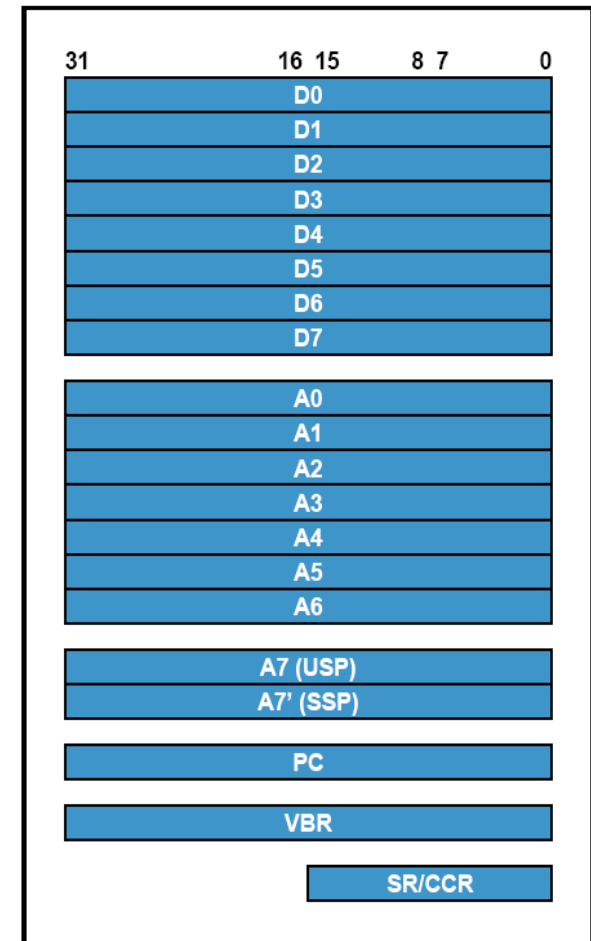 31 16 15 8 7 0
D0
D1
D2
D3
D4
D5
D6
D7
A0
A1
A2
A3
A4
A5
A6
A7 (USP)
A7’ (SSP)
PC
VBR
SR/CCR